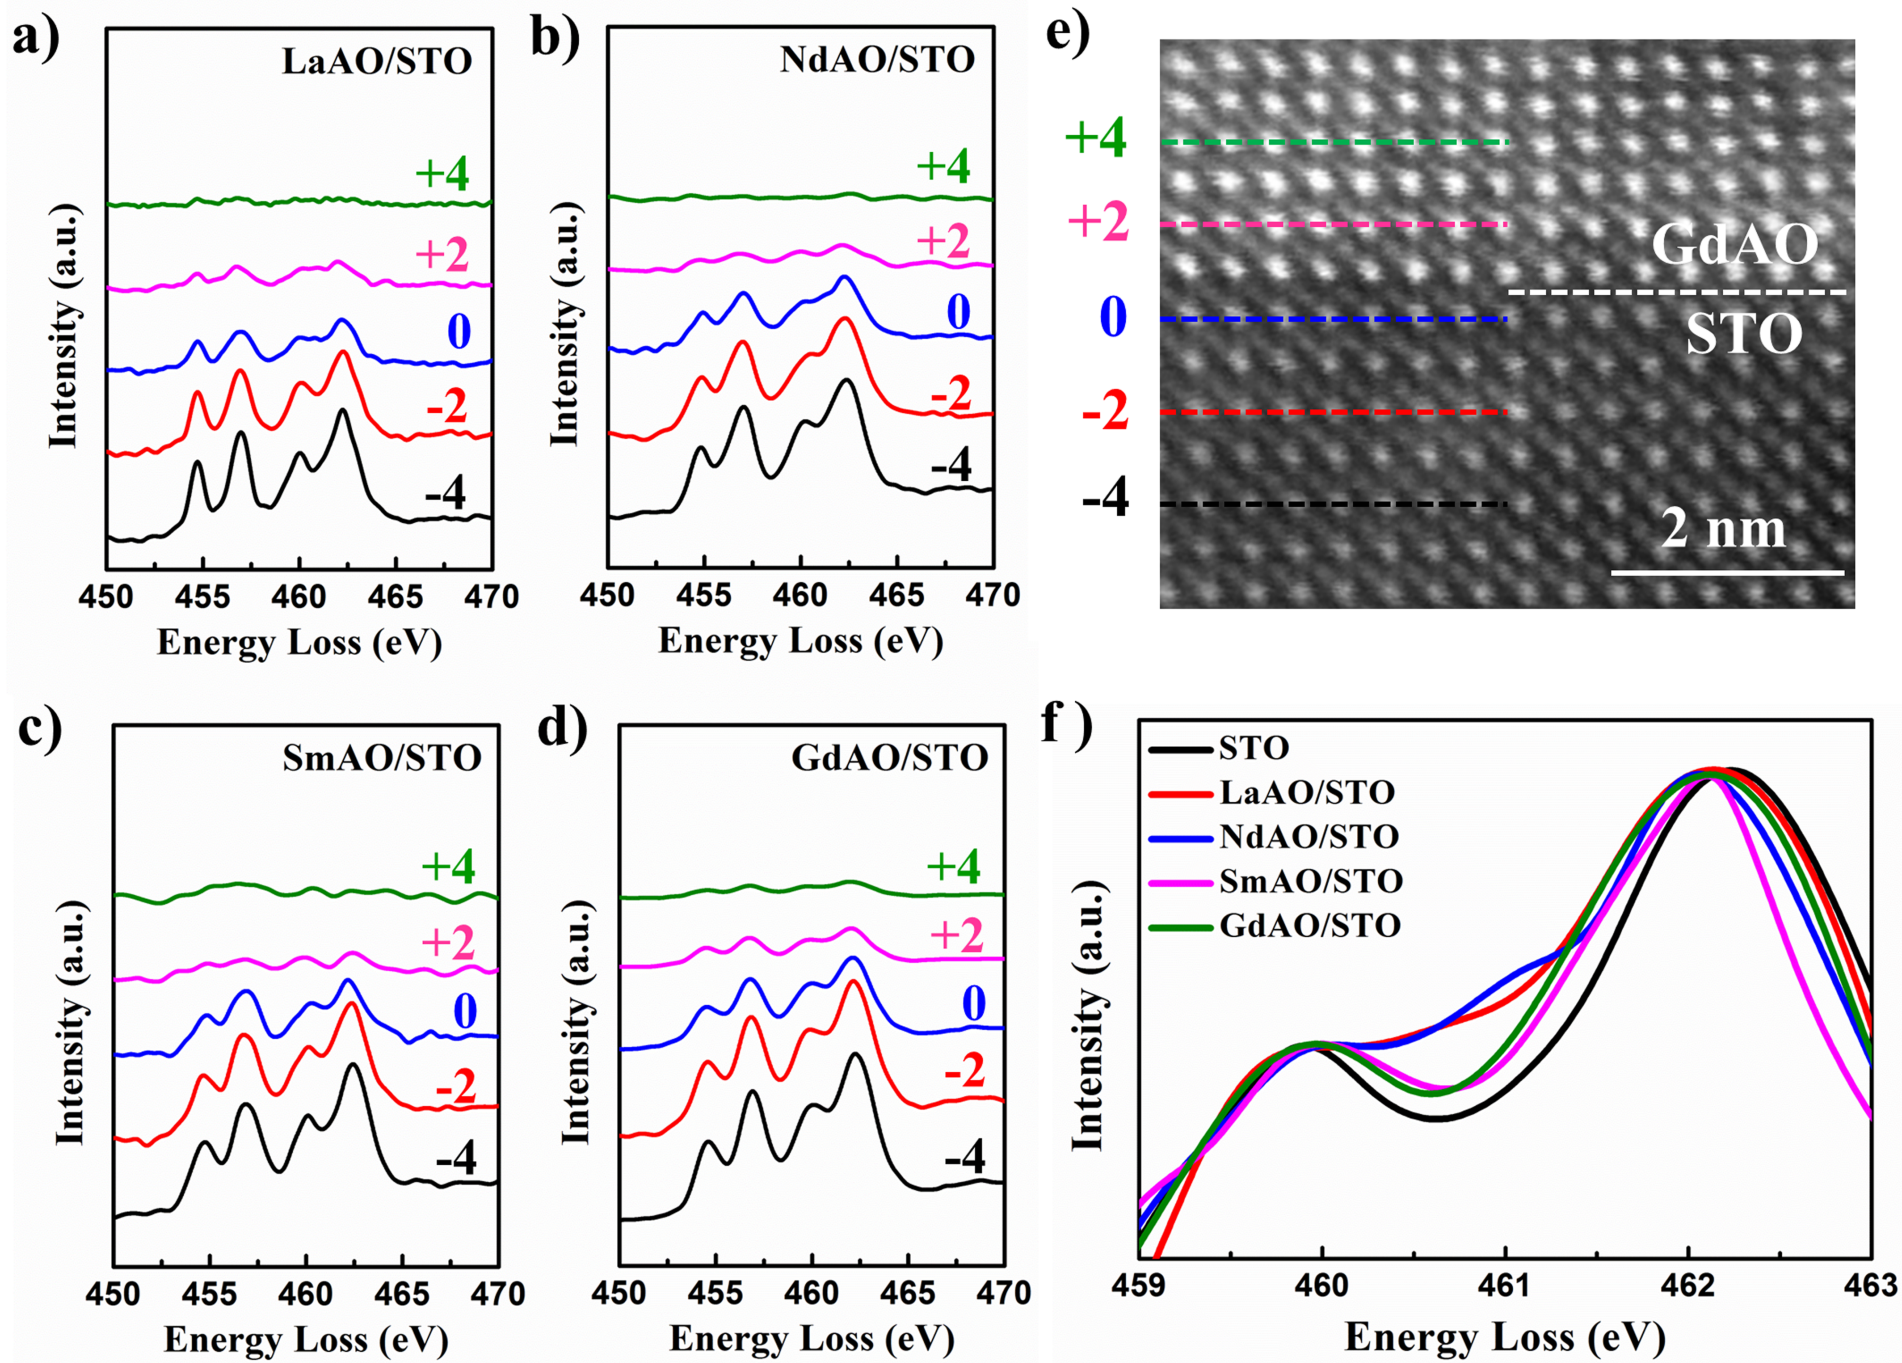 a)
LaAO/STO
+4
+2
0
-2
-4
Intensity (a.u.)
450 455 460 465 470
Energy Loss (eV)
b)
NdAO/STO
+4
+2
0
-2
-4
Intensity (a.u.)
450 455 460 465 470
Energy Loss (eV)
e)
+4
+2
0
-2
-4
GdAO
STO
2 nm
c)
SmAO/STO
+4
+2
0
-2
-4
Intensity (a.u.)
450 455 460 465 470
Energy Loss (eV)
d)
GdAO/STO
+4
+2
0
-2
-4
Intensity (a.u.)
450 455 460 465 470
Energy Loss (eV)
f)
STO
LaAO/STO
NdAO/STO
SmAO/STO
GdAO/STO
Intensity (a.u.)
459 460 461 462 463
Energy Loss (eV)